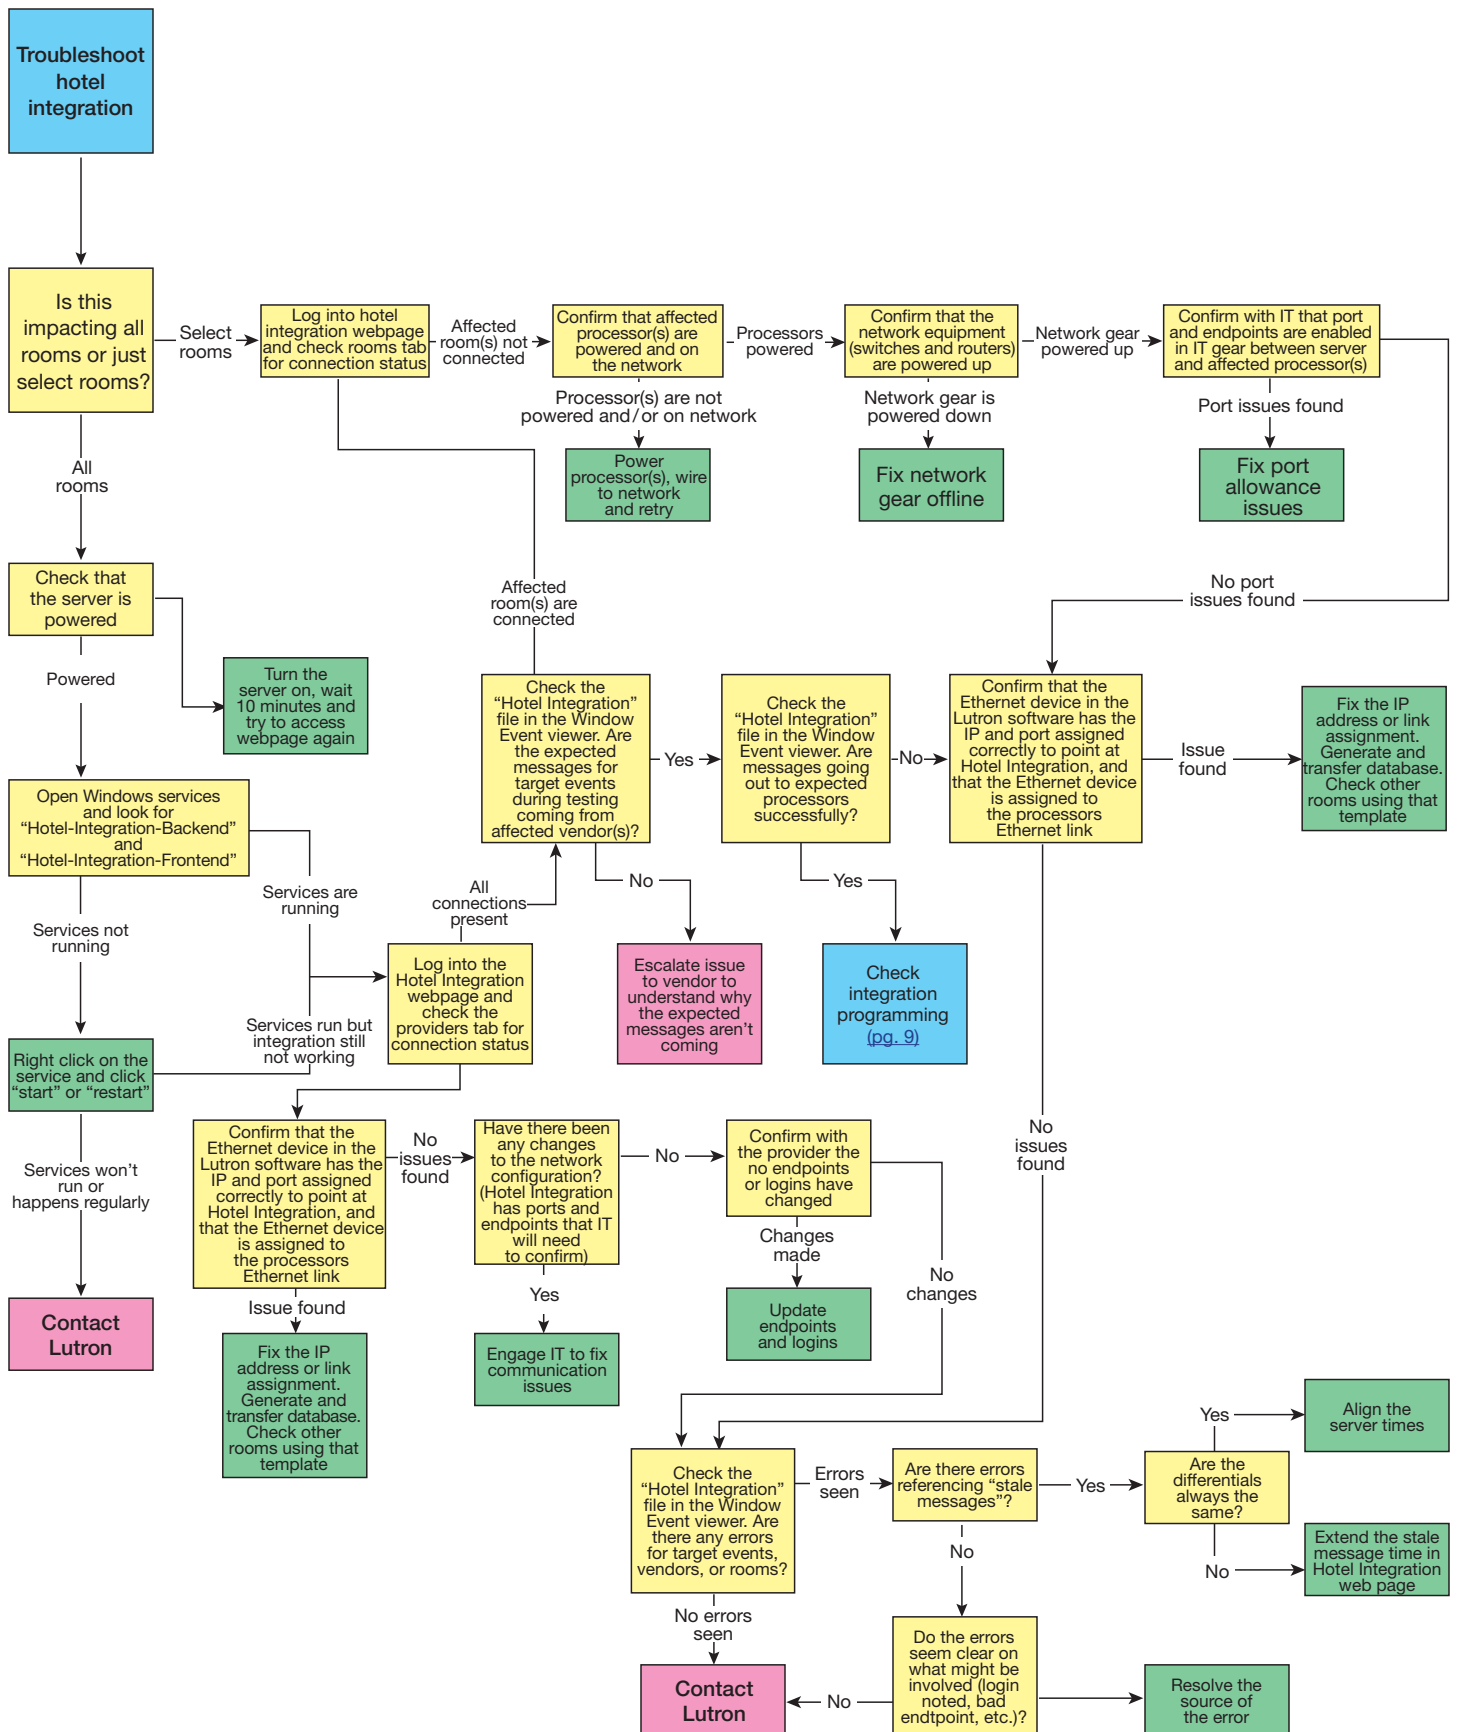 Troubleshoot
hotel
integration
Is this
impacting all
rooms or just
select rooms?
Select
rooms
Log into hotel
integration webpage
and check rooms tab
for connection status
Affected
room(s) not
connected
Confirm that affected
processor(s) are
powered and on
the network
Processors
powered
Confirm that the
network equipment
(switches and routers)
are powered up
Network gear
powered up
Confirm with IT that port
and endpoints are enabled
in IT gear between server
and affected processor(s)
Processor(s) are not
powered and/or on network
Network gear is
powered down
Port issues found
Power
processor(s), wire
to network
and retry
Fix network
gear offline
Fix port
allowance
issues
All
rooms
Check that
the server is
powered
Affected
room(s) are
connected
No port
issues found
Powered
Turn the
server on, wait
10 minutes and
try to access
webpage again
Check the
“Hotel Integration”
file in the Window
Event viewer. Are
the expected
messages for
target events
during testing
coming from
affected vendor(s)?
Yes
Check the
“Hotel Integration”
file in the Window
Event viewer. Are
messages going
out to expected
processors
successfully?
No
Confirm that the
Ethernet device in the
Lutron software has the
IP and port assigned
correctly to point at
Hotel Integration, and
that the Ethernet device
is assigned to
the processors
Ethernet link
Issue
found
Fix the IP
address or link
assignment.
Generate and
transfer database.
Check other
rooms using that
template
Open Windows services
and look for
“Hotel-Integration-Backend”
and
“Hotel-Integration-Frontend”
Services are
running
All
connections
present
No
Yes
Services not
running
Log into the
Hotel Integration
webpage and
check the
providers tab for
connection status
Escalate issue
to vendor to
understand why
the expected
messages aren’t
coming
Check
integration
programming
(pg. 9)
Services run but
integration still
not working
Right click on the
service and click
“start” or “restart”
Services won’t
run or
happens regularly
Contact
Lutron
Confirm that the
Ethernet device in the
Lutron software has the
IP and port assigned
correctly to point at
Hotel Integration, and
that the Ethernet device
is assigned to
the processors
Ethernet link
No
issues
found
Have there been
any changes
to the network
configuration?
(Hotel Integration
has ports and
endpoints that IT
will need
to confirm)
No
Confirm with
the provider the
no endpoints
or logins have
changed
No
issues
found
Changes
made
No
changes
Issue found
Yes
Fix the IP
address or link
assignment.
Generate and
transfer database.
Check other
rooms using that
template
Engage IT to fix
communication
issues
Update
endpoints
and logins
Check the
“Hotel Integration”
file in the Window
Event viewer. Are
there any errors
for target events,
vendors, or rooms?
Errors
seen
Are there errors
referencing “stale
messages”?
Yes
Are the
differentials
always the
same?
Yes
Align the
server times
No
Extend the stale
message time in
Hotel Integration
web page
No
No errors
seen
Contact
Lutron
No
Do the errors
seem clear on
what might be
involved (login
noted, bad
endtpoint, etc.)?
Resolve the
source of
the error